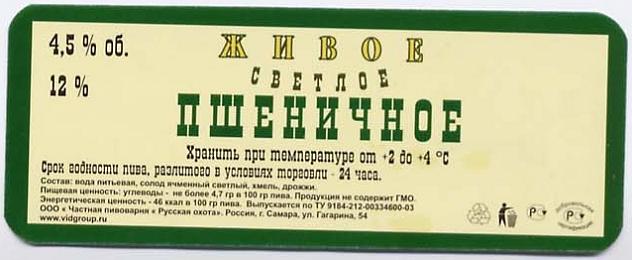 4,5 % об.
ЖИВОЕ
12 %
СВЕТЛОЕ
ПШЕНИЧНОЕ
Хранить при температуре от +2 до +4 °С
Срок годности пива, разлитого в условиях торговли - 24 часа.
Состав: вода питьевая, солод ячменный светлый, хмель, дрожжи.
Пищевая ценность: углеводы - не более 4,7 гр в 100 гр пива. Продукция не содержит ГМО.
Энергетическая ценность - 46 ккал в 100 гр пива. Выпускается по ТУ 9184-212-00334600-03
ООО « Частная пивоварня « Русская охота». Россия, г. Самара, ул. Гагарина, 54
www.vidgroup.ru